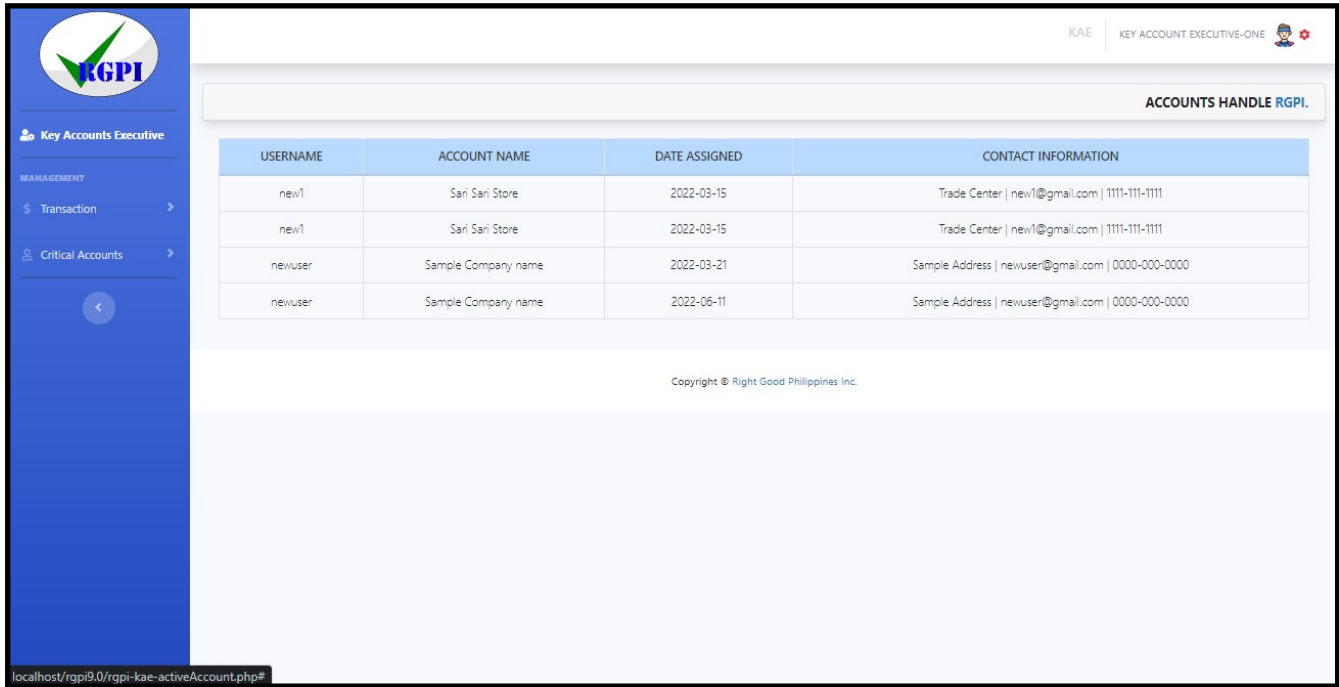 RGPI
KAE KEY ACCOUNT EXECUTIVE-ONE
ACCOUNTS HANDLE RGPI.
Key Accounts Executive
MANAGEMENT
$ Transaction
Critical Accounts
USERNAME ACCOUNT NAME DATE ASSIGNED CONTACT INFORMATION
new1 Sari Sari Store 2022-03-15 Trade Center | new1@gmail.com | 1111-111-1111
new1 Sari Sari Store 2022-03-15 Trade Center | new1@gmail.com | 1111-111-1111
newuser Sample Company name 2022-03-21 Sample Address | newuser@gmail.com | 0000-000-0000
newuser Sample Company name 2022-06-11 Sample Address | newuser@gmail.com | 0000-000-0000
Copyright © Right Good Philippines Inc.
localhost/rgpi9.0/rgpi-kae-activeAccount.php#